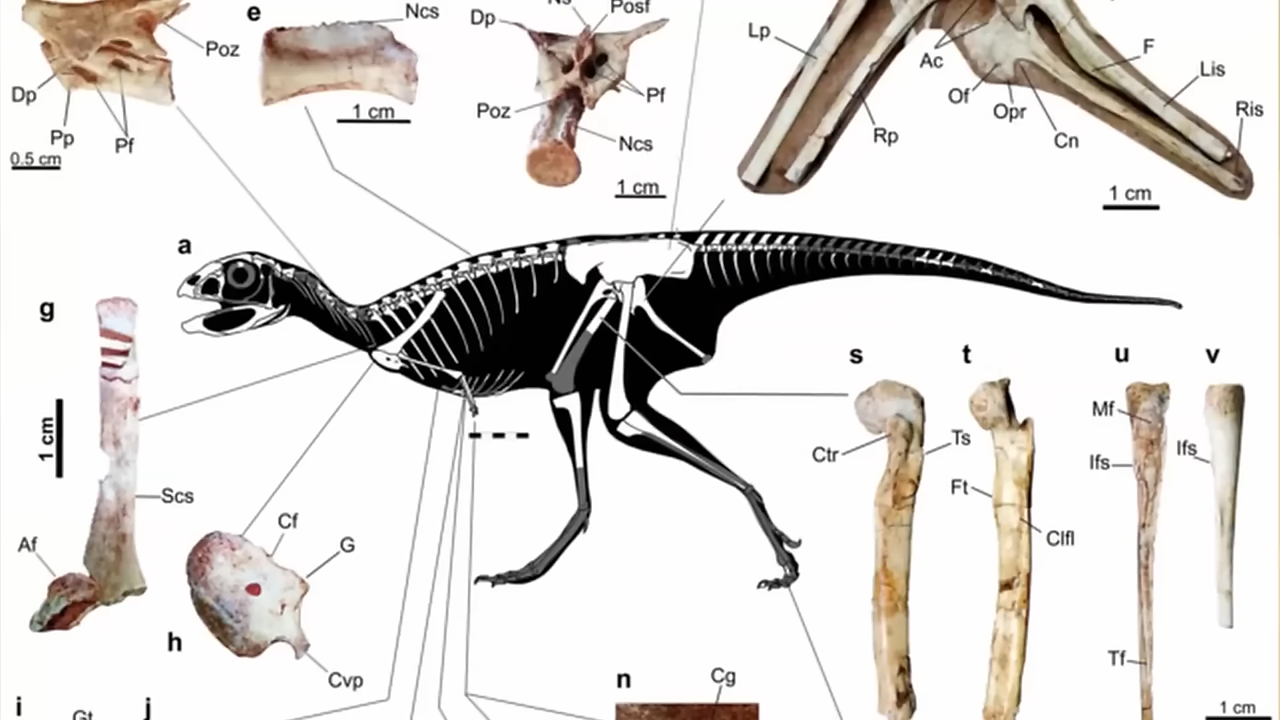 Poz
Dp
Pp
Pf
0.5 cm
e
Ncs
1 cm
Ns
Posf
Dp
Poz
Pf
Ncs
1 cm
Lp
Ac
F
Lis
Of
Opr
Ris
Rp
Cn
1 cm
a
g
1 cm
Scs
Af
h
Cf
G
Cvp
i
Gt
j
n
Cg
s
t
u
v
Ctr
Ts
Ft
Clfl
Mf
Ifs
Ifs
Tf
1 cm